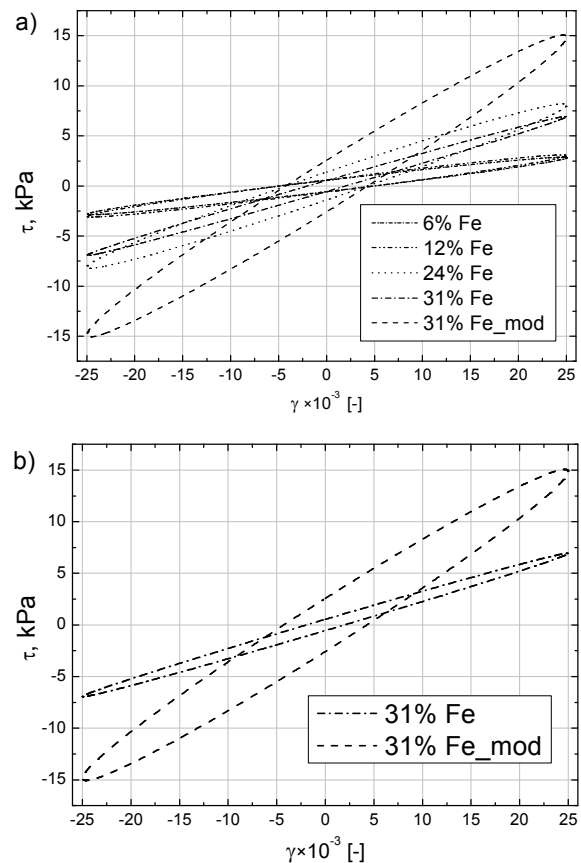 a)
15
10
5
0
-5
-10
-15
τ, kPa
6% Fe
12% Fe
24% Fe
31% Fe
31% Fe_mod
-25 -20 -15 -10 -5 0 5 10 15 20 25
γ ×10⁻³ [-]
b)
15
10
5
0
-5
-10
-15
τ, kPa
31% Fe
31% Fe_mod
-25 -20 -15 -10 -5 0 5 10 15 20 25
γ×10⁻³ [-]